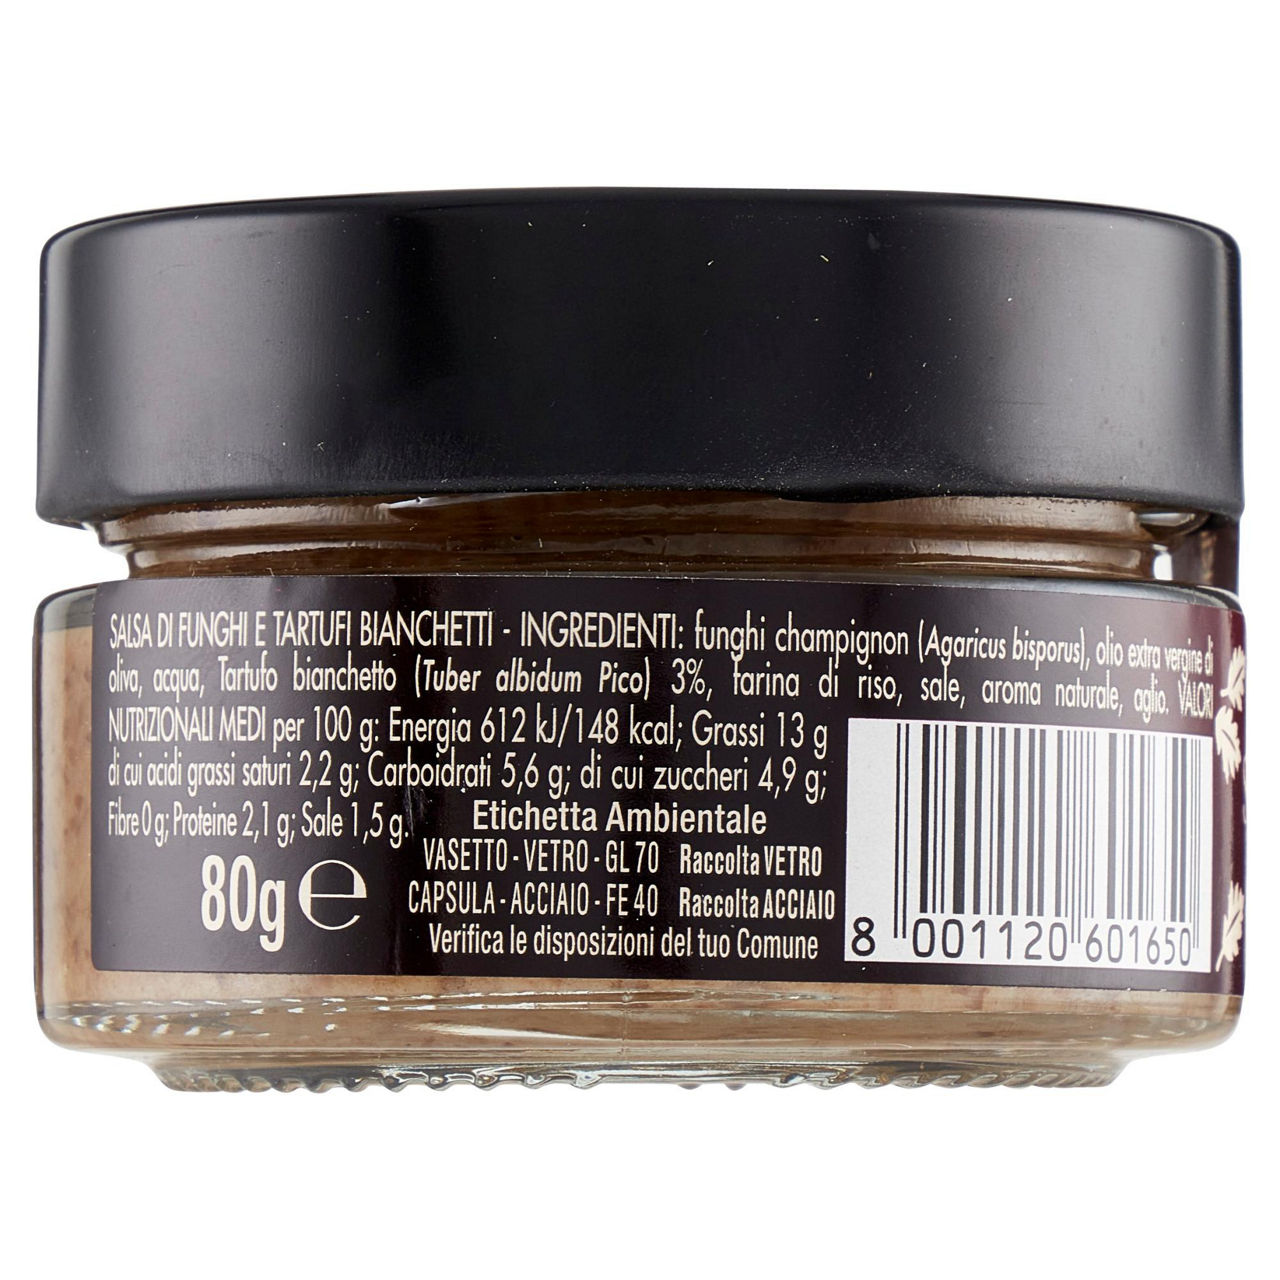 SALSA DI FUNGHI E TARTUFI BIANCHETTI - INGREDIENTI: funghi champignon (Agaricus bisporus), olio extra vergine di
oliva, acqua, Tartufo bianchetto (Tuber albidum Pico) 3%, farina di riso, sale, aroma naturale, aglio. VALORI
NUTRIZIONALI MEDI per 100 g: Energia 612 kJ/148 kcal; Grassi 13 g
di cui acidi grassi saturi 2,2 g; Carboidrati 5,6 g; di cui zuccheri 4,9 g;
Fibre 0 g; Proteine 2,1 g; Sale 1,5 g.
Etichetta Ambientale
VASETTO - VETRO - GL 70 Raccolta VETRO
CAPSULA - ACCIAIO - FE 40 Raccolta ACCIAIO
Verifica le disposizioni del tuo Comune
80g ℮
8 001120 601650